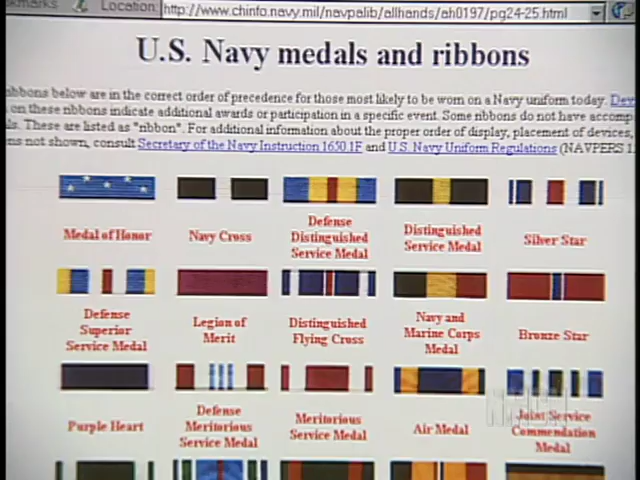 Location: http://www.chinfo.navy.mil/navpalib/allhands/ah0197/pg24-25.html
U.S. Navy medals and ribbons
below are in the correct order of precedence for those most likely to be worn on a Navy uniform today.
on these ribbons indicate additional awards or participation in a specific event. Some ribbons do not have
These are listed as "ribbon". For additional information about the proper order of display, placement of devices,
not shown, consult Secretary of the Navy Instruction 1650.1F and U.S. Navy Uniform Regulations (NAVPERS
Medal of Honor
Navy Cross
Defense
Distinguished
Service Medal
Distinguished
Service Medal
Silver Star
Defense
Superior
Service Medal
Legion of
Merit
Distinguished
Flying Cross
Navy and
Marine Corps
Medal
Bronze Star
Purple Heart
Defense
Meritorious
Service Medal
Meritorious
Service Medal
Air Medal
Joint Service
Commendation
Medal